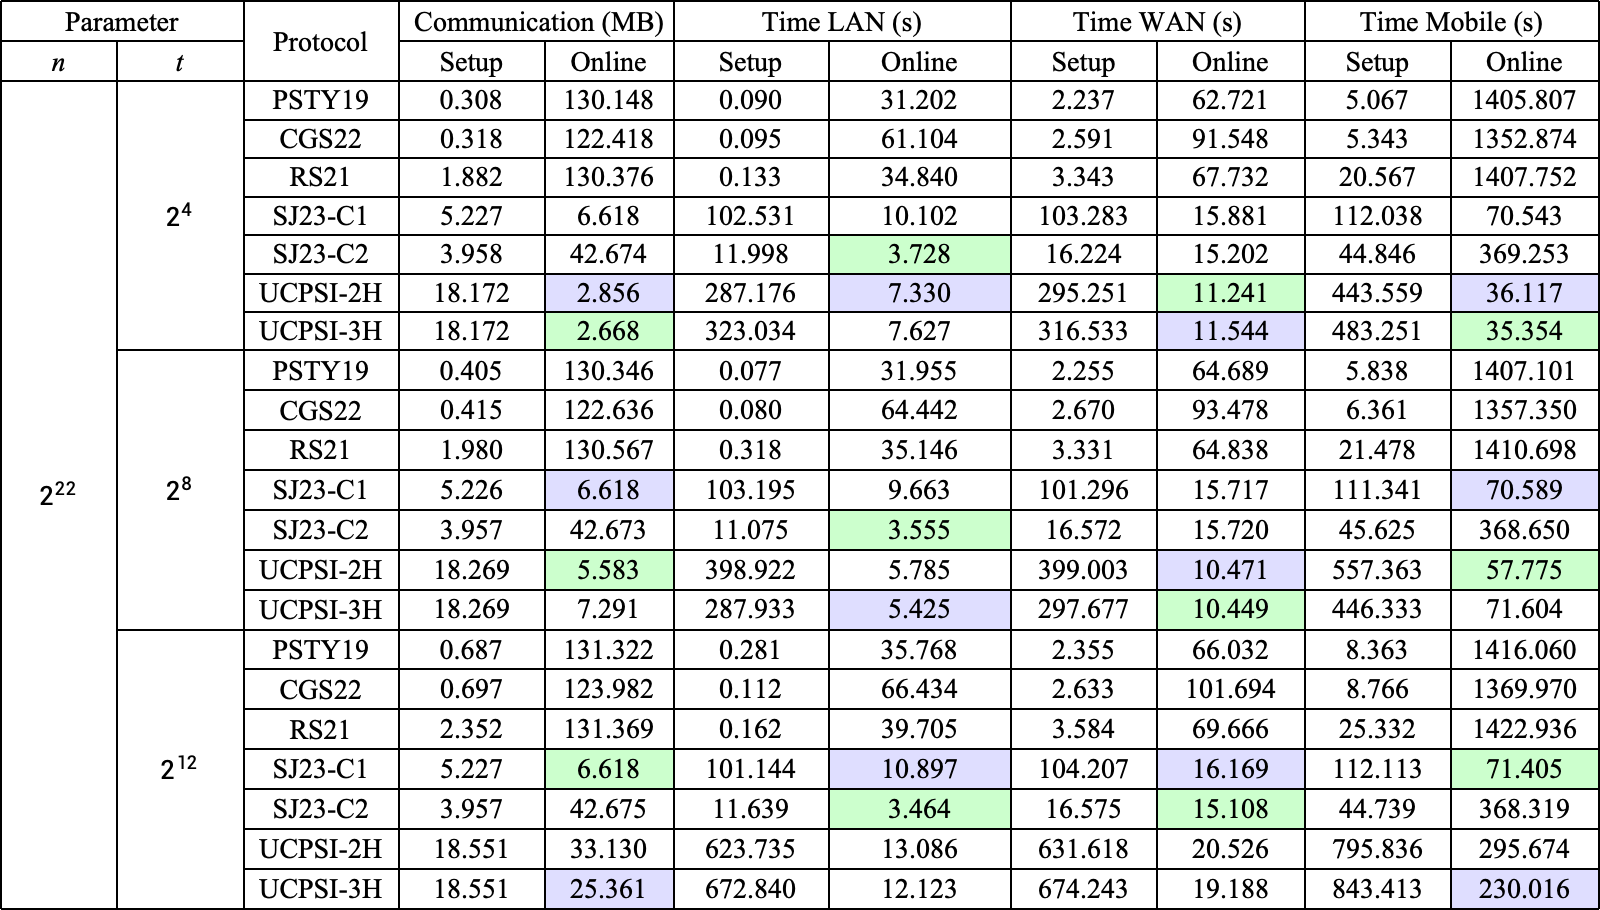 Parameter Protocol Communication (MB) Time LAN (s) Time WAN (s) Time Mobile (s)
n t Setup Online Setup Online Setup Online Setup Online
2²² 2⁴ PSTY19 0.308 130.148 0.090 31.202 2.237 62.721 5.067 1405.807
CGS22 0.318 122.418 0.095 61.104 2.591 91.548 5.343 1352.874
RS21 1.882 130.376 0.133 34.840 3.343 67.732 20.567 1407.752
SJ23-C1 5.227 6.618 102.531 10.102 103.283 15.881 112.038 70.543
SJ23-C2 3.958 42.674 11.998 3.728 16.224 15.202 44.846 369.253
UCPSI-2H 18.172 2.856 287.176 7.330 295.251 11.241 443.559 36.117
UCPSI-3H 18.172 2.668 323.034 7.627 316.533 11.544 483.251 35.354
2⁸ PSTY19 0.405 130.346 0.077 31.955 2.255 64.689 5.838 1407.101
CGS22 0.415 122.636 0.080 64.442 2.670 93.478 6.361 1357.350
RS21 1.980 130.567 0.318 35.146 3.331 64.838 21.478 1410.698
SJ23-C1 5.226 6.618 103.195 9.663 101.296 15.717 111.341 70.589
SJ23-C2 3.957 42.673 11.075 3.555 16.572 15.720 45.625 368.650
UCPSI-2H 18.269 5.583 398.922 5.785 399.003 10.471 557.363 57.775
UCPSI-3H 18.269 7.291 287.933 5.425 297.677 10.449 446.333 71.604
2¹² PSTY19 0.687 131.322 0.281 35.768 2.355 66.032 8.363 1416.060
CGS22 0.697 123.982 0.112 66.434 2.633 101.694 8.766 1369.970
RS21 2.352 131.369 0.162 39.705 3.584 69.666 25.332 1422.936
SJ23-C1 5.227 6.618 101.144 10.897 104.207 16.169 112.113 71.405
SJ23-C2 3.957 42.675 11.639 3.464 16.575 15.108 44.739 368.319
UCPSI-2H 18.551 33.130 623.735 13.086 631.618 20.526 795.836 295.674
UCPSI-3H 18.551 25.361 672.840 12.123 674.243 19.188 843.413 230.016